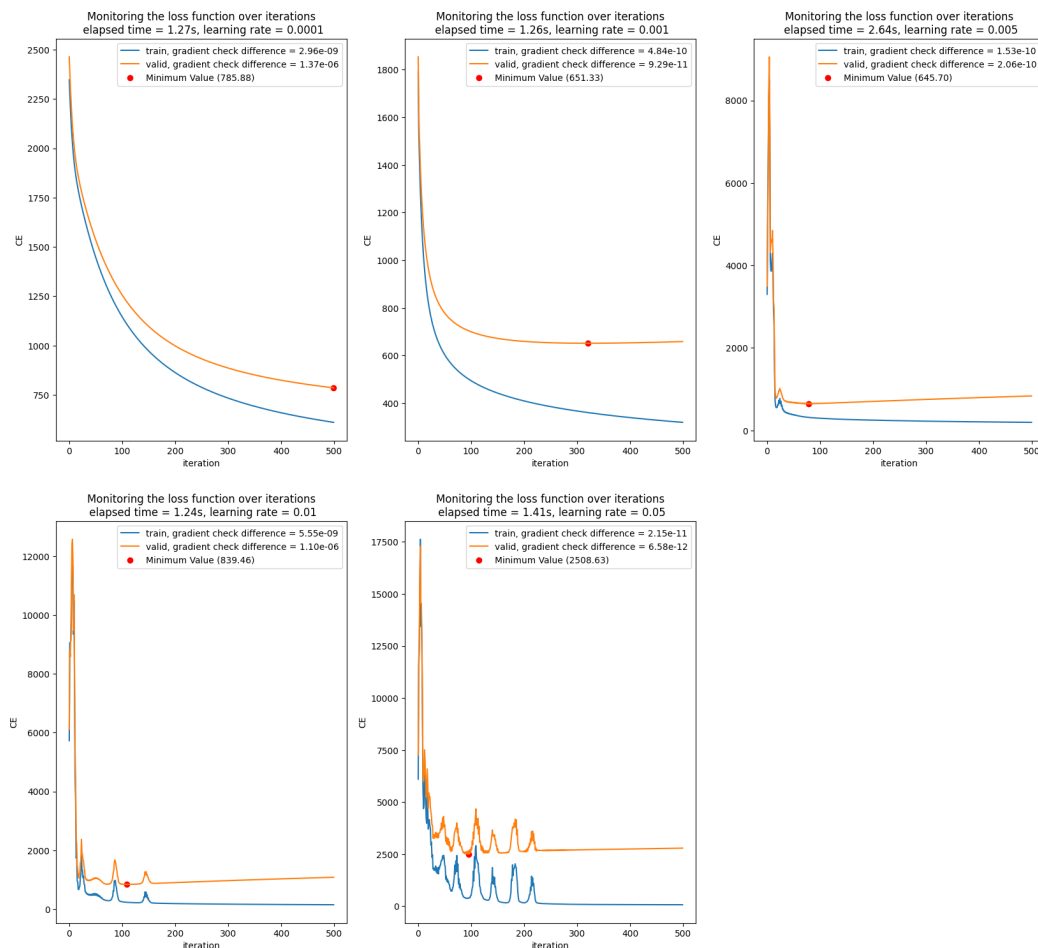 Monitoring the loss function over iterations
elapsed time = 1.27s, learning rate = 0.0001
train, gradient check difference = 2.96e-09
valid, gradient check difference = 1.37e-06
Minimum Value (785.88)
2500
2250
2000
1750
1500
1250
1000
750
CE
0
100
200
300
400
500
iteration
Monitoring the loss function over iterations
elapsed time = 1.26s, learning rate = 0.001
train, gradient check difference = 4.84e-10
valid, gradient check difference = 9.29e-11
Minimum Value (651.33)
1800
1600
1400
1200
1000
800
600
400
CE
0
100
200
300
400
500
iteration
Monitoring the loss function over iterations
elapsed time = 2.64s, learning rate = 0.005
train, gradient check difference = 1.53e-10
valid, gradient check difference = 2.06e-10
Minimum Value (645.70)
8000
6000
4000
2000
0
CE
0
100
200
300
400
500
iteration
Monitoring the loss function over iterations
elapsed time = 1.24s, learning rate = 0.01
train, gradient check difference = 5.55e-09
valid, gradient check difference = 1.10e-06
Minimum Value (839.46)
12000
10000
8000
6000
4000
2000
0
CE
0
100
200
300
400
500
iteration
Monitoring the loss function over iterations
elapsed time = 1.41s, learning rate = 0.05
train, gradient check difference = 2.15e-11
valid, gradient check difference = 6.58e-12
Minimum Value (2508.63)
17500
15000
12500
10000
7500
5000
2500
0
CE
0
100
200
300
400
500
iteration